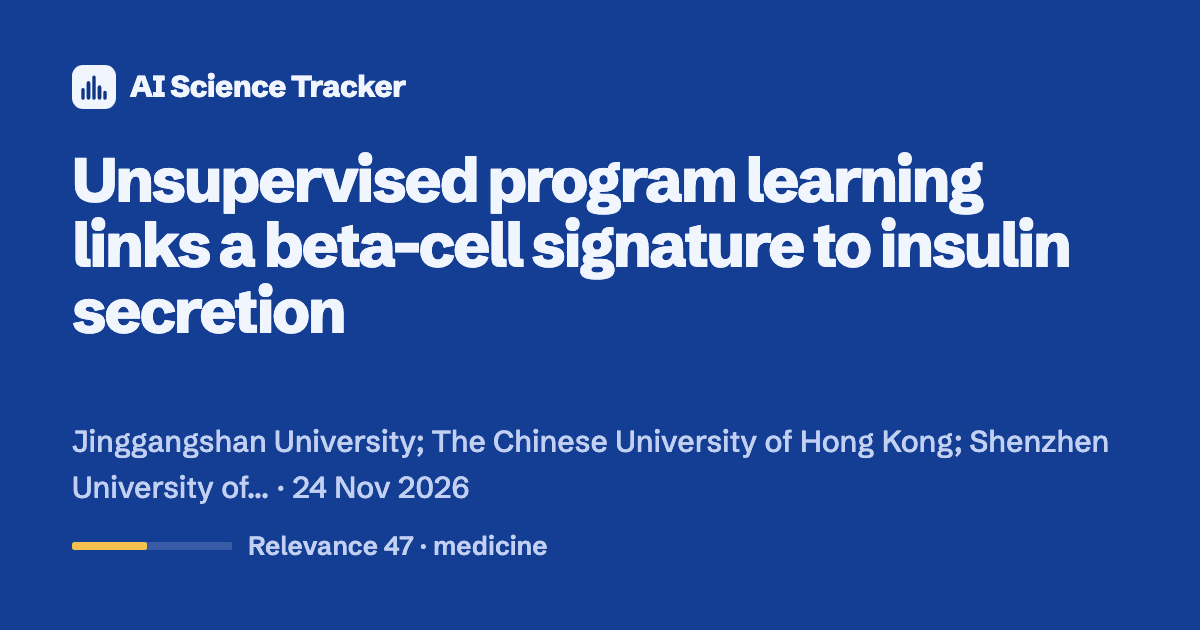 AI Science Tracker
Unsupervised program learning
links a beta-cell signature to insulin
secretion
Jinggangshan University; The Chinese University of Hong Kong; Shenzhen
University of... · 24 Nov 2026
Relevance 47 · medicine